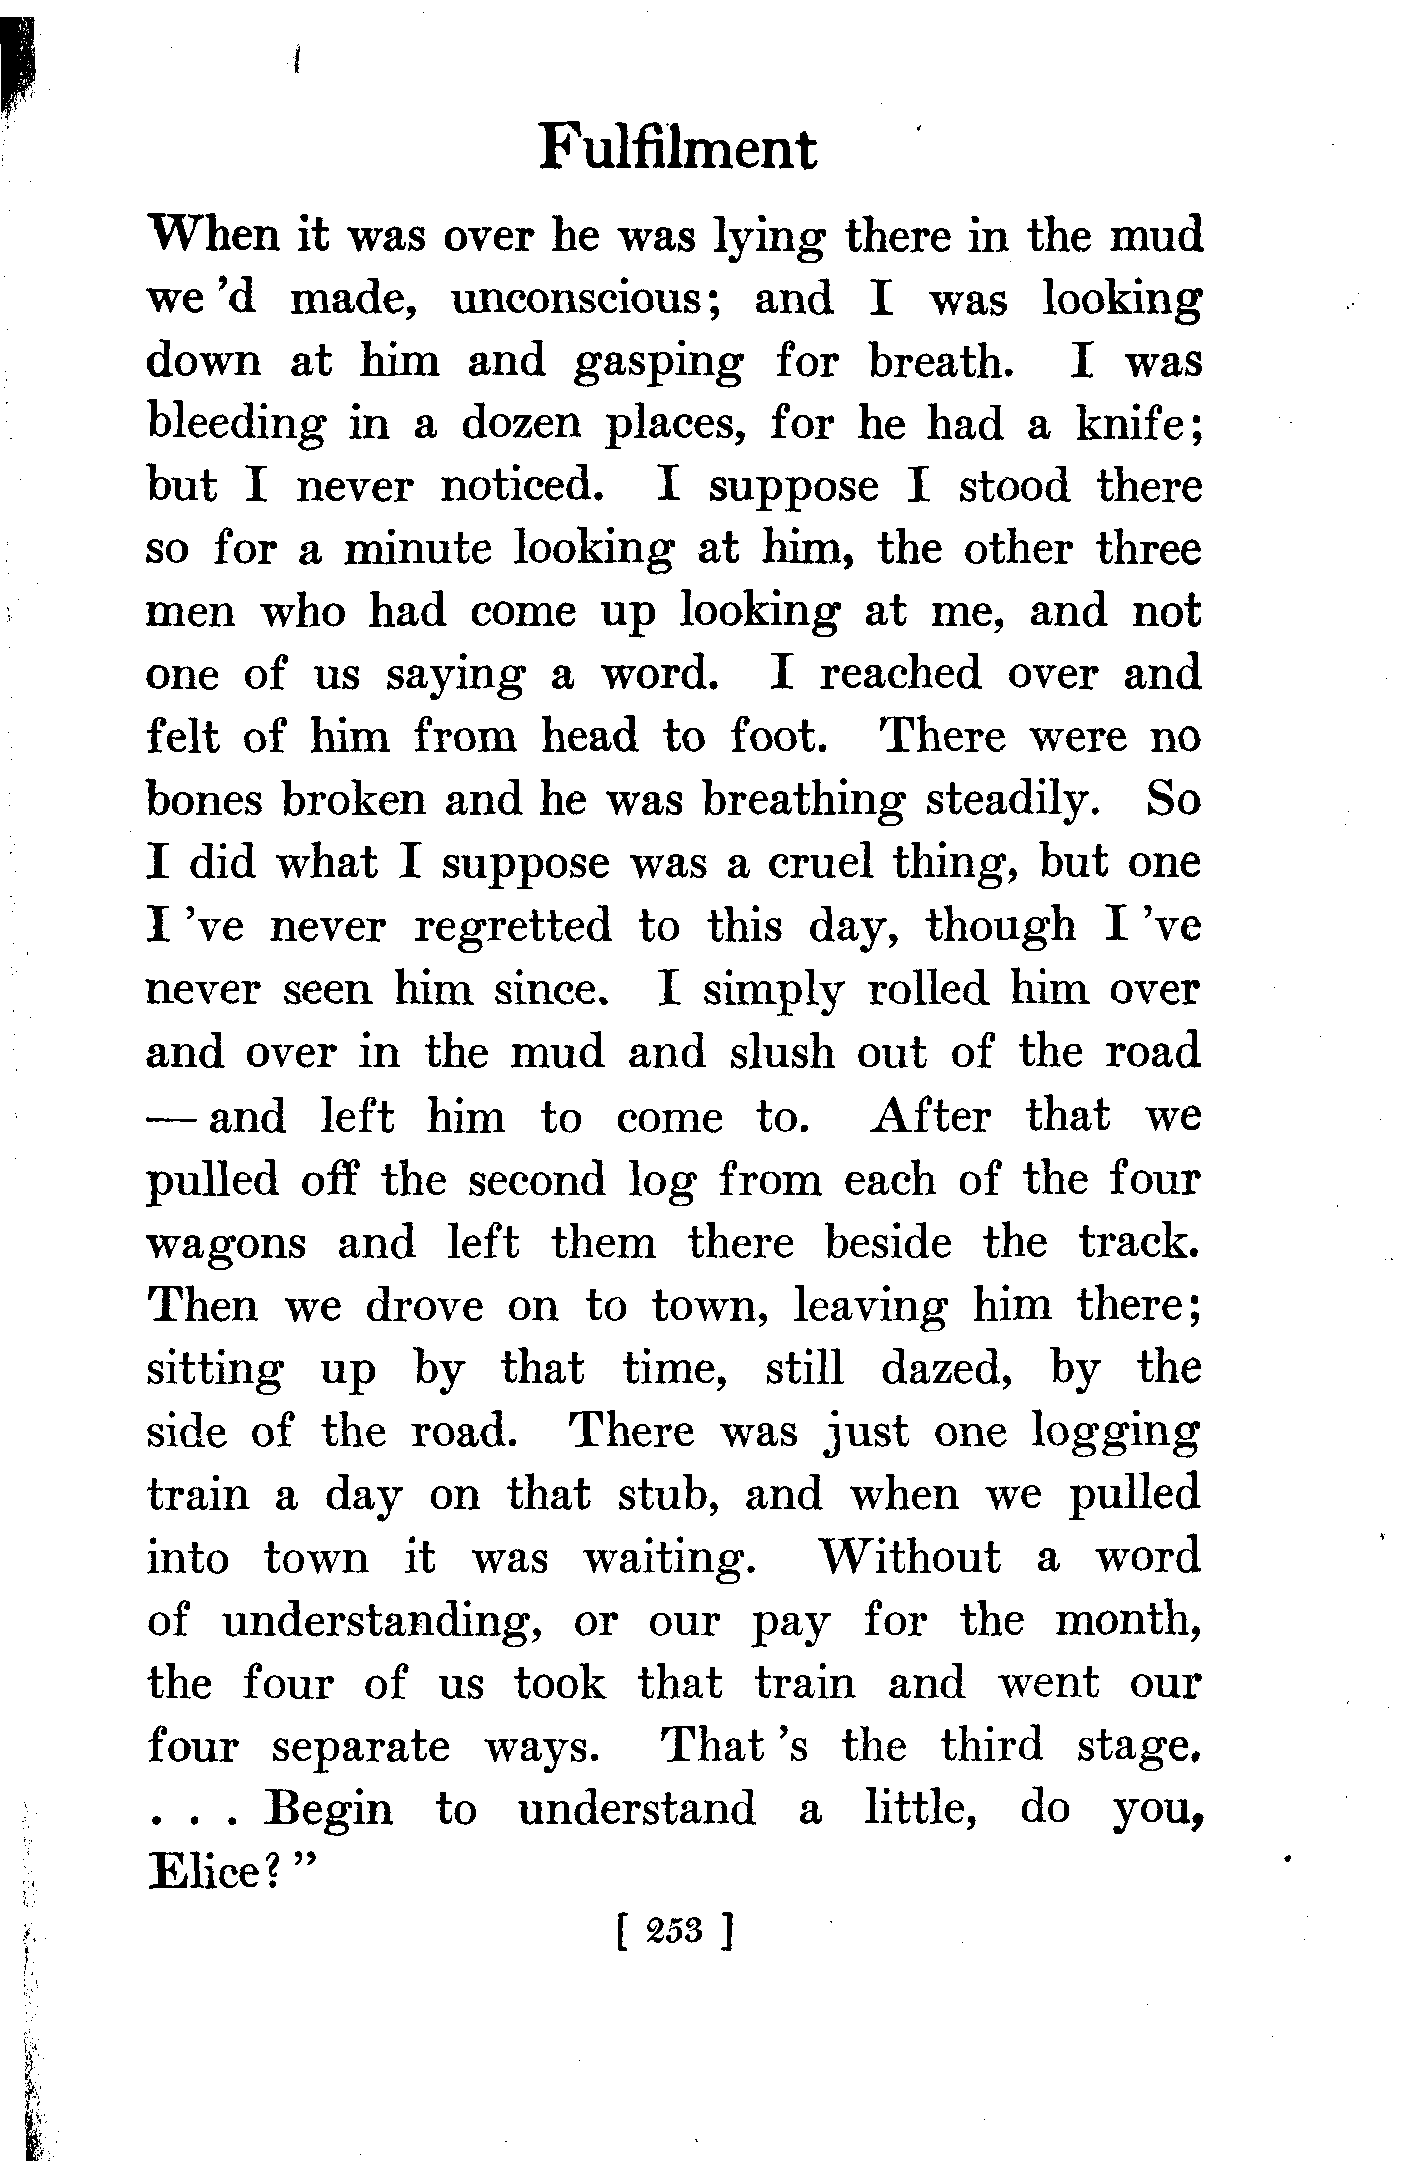 Fulfilment
When it was over he was lying there in the mud
we 'd made, unconscious; and I was looking
down at him and gasping for breath. I was
bleeding in a dozen places, for he had a knife;
but I never noticed. I suppose I stood there
so for a minute looking at him, the other three
men who had come up looking at me, and not
one of us saying a word. I reached over and
felt of him from head to foot. There were no
bones broken and he was breathing steadily. So
I did what I suppose was a cruel thing, but one
I 've never regretted to this day, though I 've
never seen him since. I simply rolled him over
and over in the mud and slush out of the road
— and left him to come to. After that we
pulled off the second log from each of the four
wagons and left them there beside the track.
Then we drove on to town, leaving him there;
sitting up by that time, still dazed, by the
side of the road. There was just one logging
train a day on that stub, and when we pulled
into town it was waiting. Without a word
of understanding, or our pay for the month,
the four of us took that train and went our
four separate ways. That 's the third stage.
. . . Begin to understand a little, do you,
Elice? "
[ 253 ]